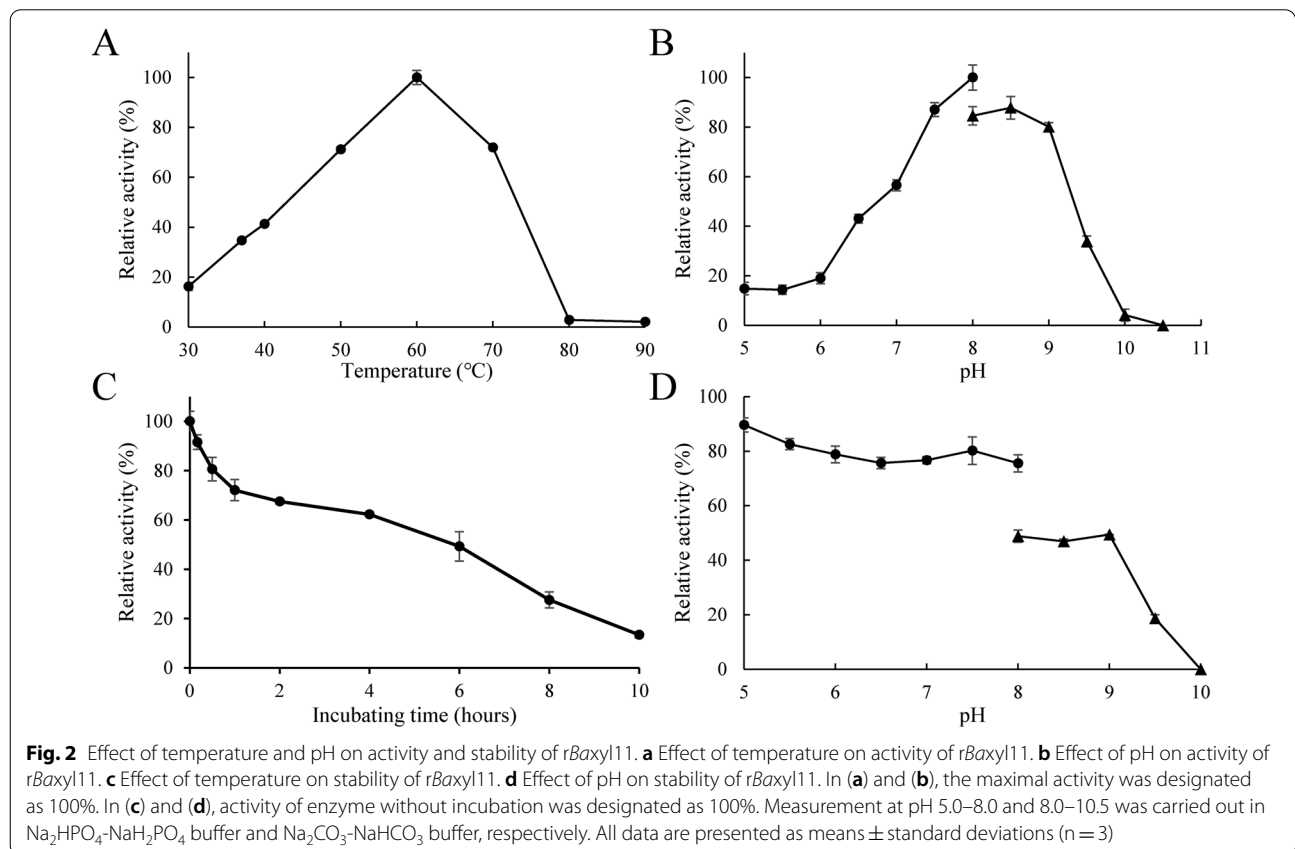 A
B
Relative activity (%)
100
80
60
40
20
0
30 40 50 60 70 80 90
Temperature (°C)
Relative activity (%)
100
80
60
40
20
0
5 6 7 8 9 10 11
pH
C
D
Relative activity (%)
100
80
60
40
20
0
0 2 4 6 8 10
Incubating time (hours)
Relative activity (%)
100
80
60
40
20
0
5 6 7 8 9 10
pH
Fig. 2 Effect of temperature and pH on activity and stability of rBaxyl11. a Effect of temperature on activity of rBaxyl11. b Effect of pH on activity of
rBaxyl11. c Effect of temperature on stability of rBaxyl11. d Effect of pH on stability of rBaxyl11. In (a) and (b), the maximal activity was designated
as 100%. In (c) and (d), activity of enzyme without incubation was designated as 100%. Measurement at pH 5.0–8.0 and 8.0–10.5 was carried out in
Na₂HPO₄-NaH₂PO₄ buffer and Na₂CO₃-NaHCO₃ buffer, respectively. All data are presented as means ± standard deviations (n = 3)